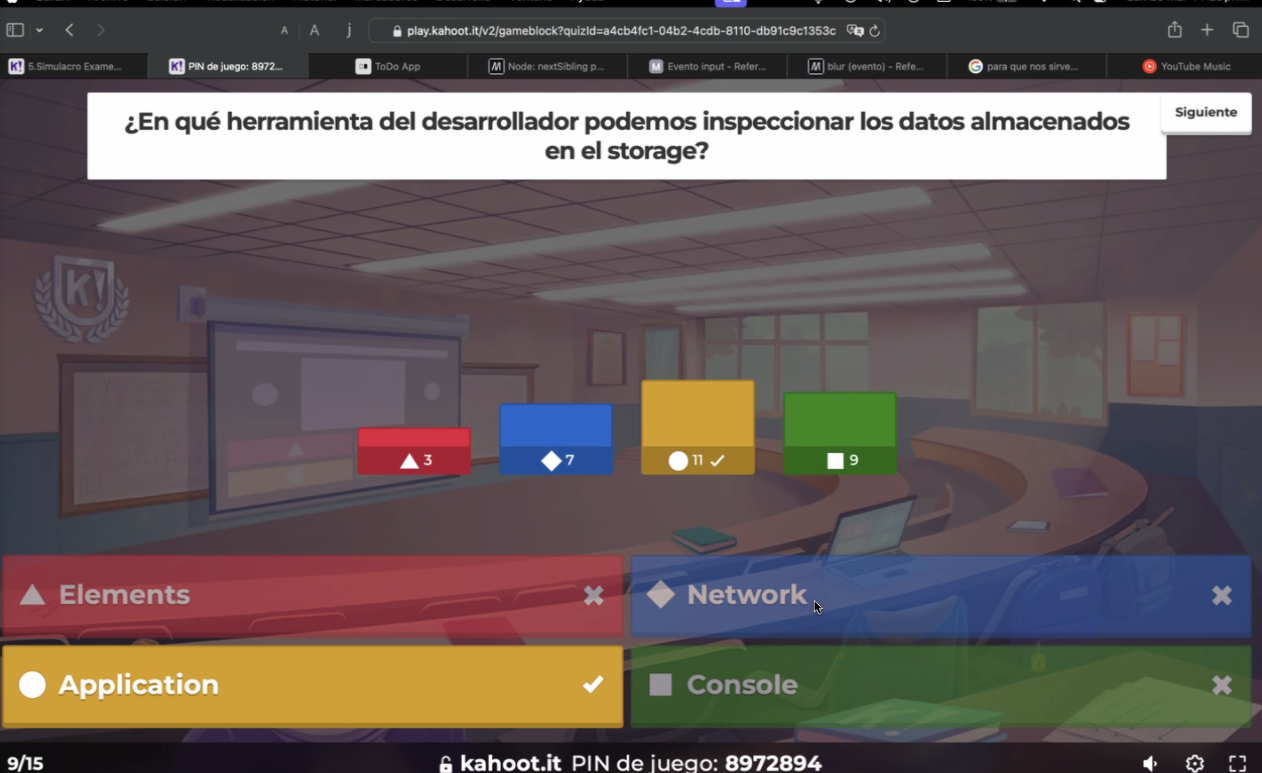 play.kahoot.it/v2/gameblock?quizId=a4cb4fc1-04b2-4cdb-8110-db91c9c1353c
5.Simulacro Exame...
PIN de juego: 8972...
ToDo App
Node: nextSibling p...
Evento input - Refer...
blur (evento) - Refe...
para que nos sirve...
YouTube Music
¿En qué herramienta del desarrollador podemos inspeccionar los datos almacenados
en el storage?
Siguiente
K!
3
7
11
9
Elements
Network
Application
Console
9/15
kahoot.it PIN de juego: 8972894